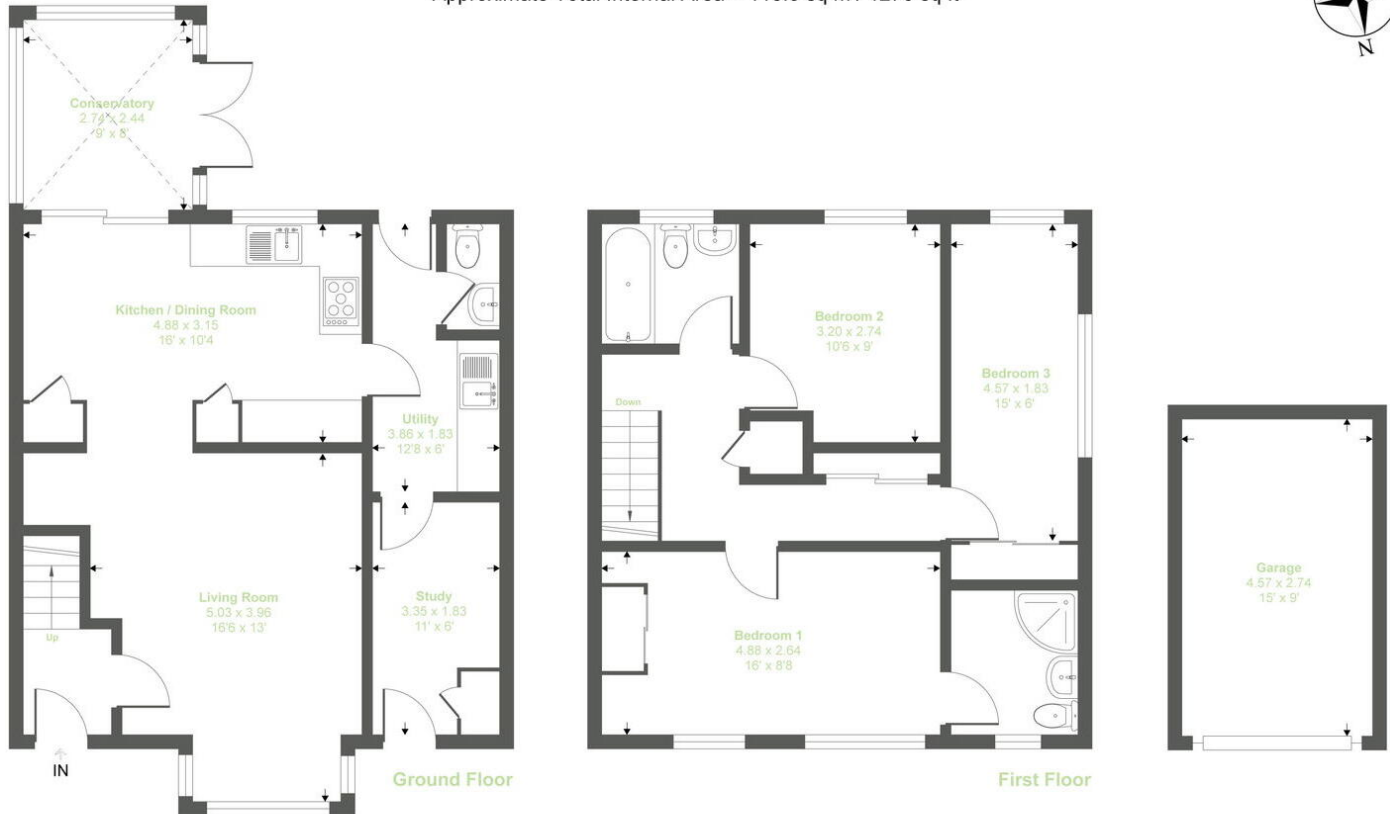 Conservatory
2.74 x 2.44
9' x 8'
Kitchen / Dining Room
4.88 x 3.15
16' x 10'4
Utility
3.86 x 1.83
12'8 x 6'
Living Room
5.03 x 3.96
16'6 x 13'
Study
3.35 x 1.83
11' x 6'
Up
IN
Ground Floor
Bedroom 2
3.20 x 2.74
10'6 x 9'
Bedroom 3
4.57 x 1.83
15' x 6'
Down
Bedroom 1
4.88 x 2.64
16' x 8'8
First Floor
Garage
4.57 x 2.74
15' x 9'
N